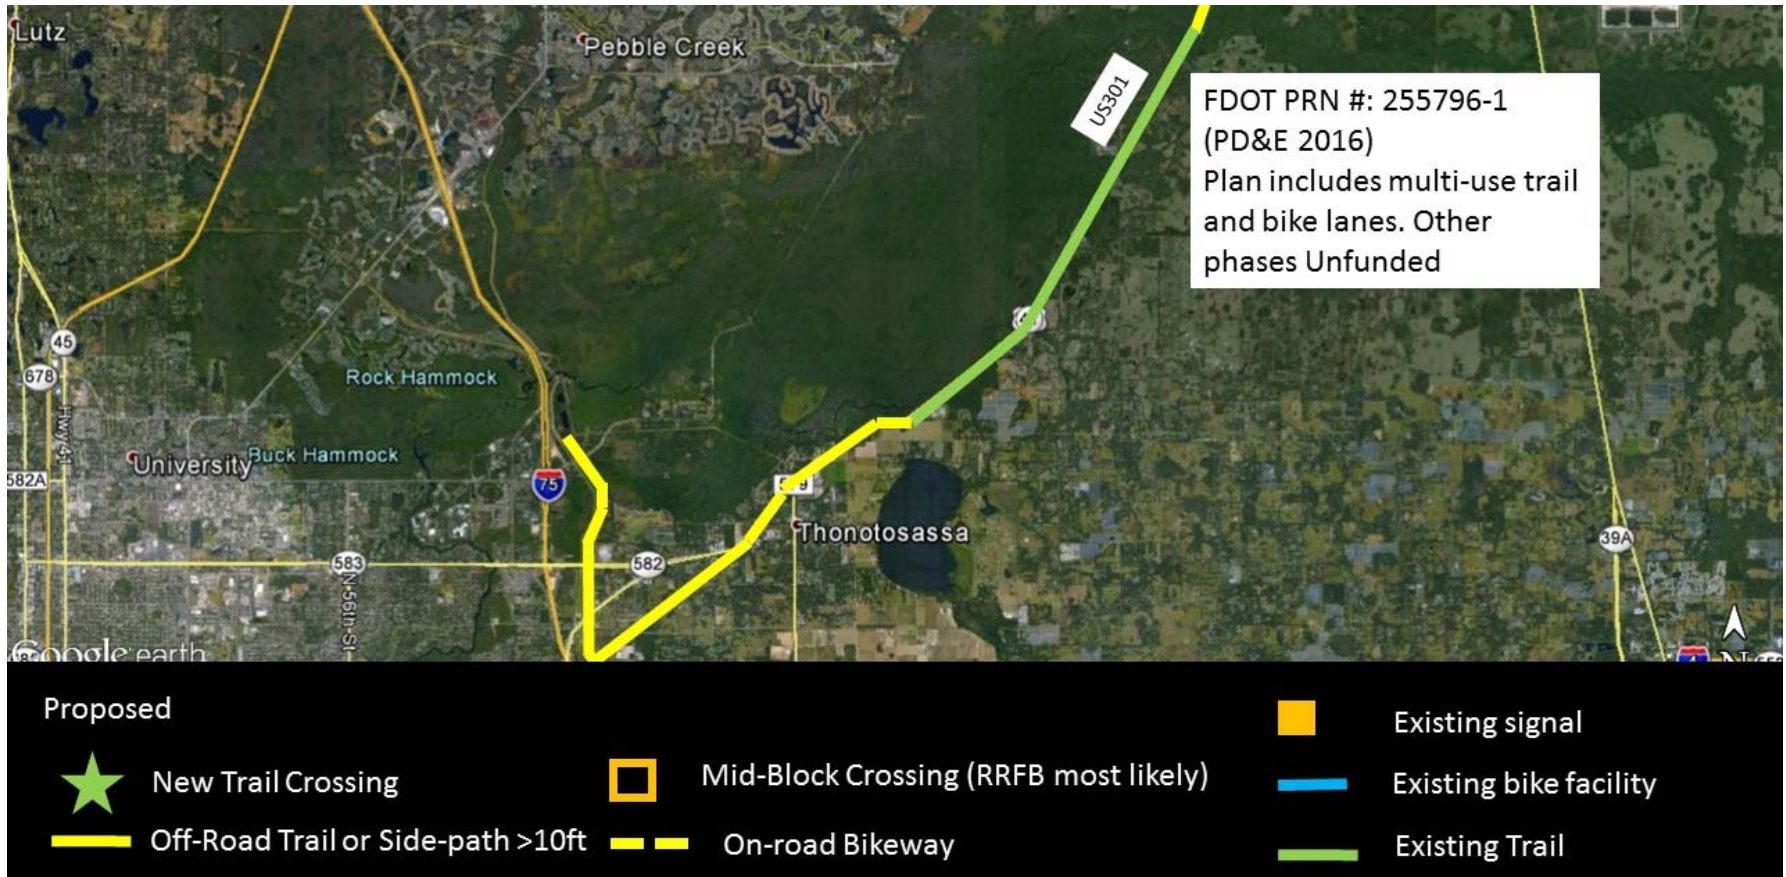 Lutz
Pebble Creek
US301
FDOT PRN #: 255796-1
(PD&E 2016)
Plan includes multi-use trail
and bike lanes. Other
phases Unfunded
45
678
Rock Hammock
Hwy 41
University
Buck Hammock
582A
75
Thonotosassa
583
582
39A
N 56th St
Google earth
4
N
Proposed
New Trail Crossing
Off-Road Trail or Side-path >10ft
Mid-Block Crossing (RRFB most likely)
On-road Bikeway
Existing signal
Existing bike facility
Existing Trail